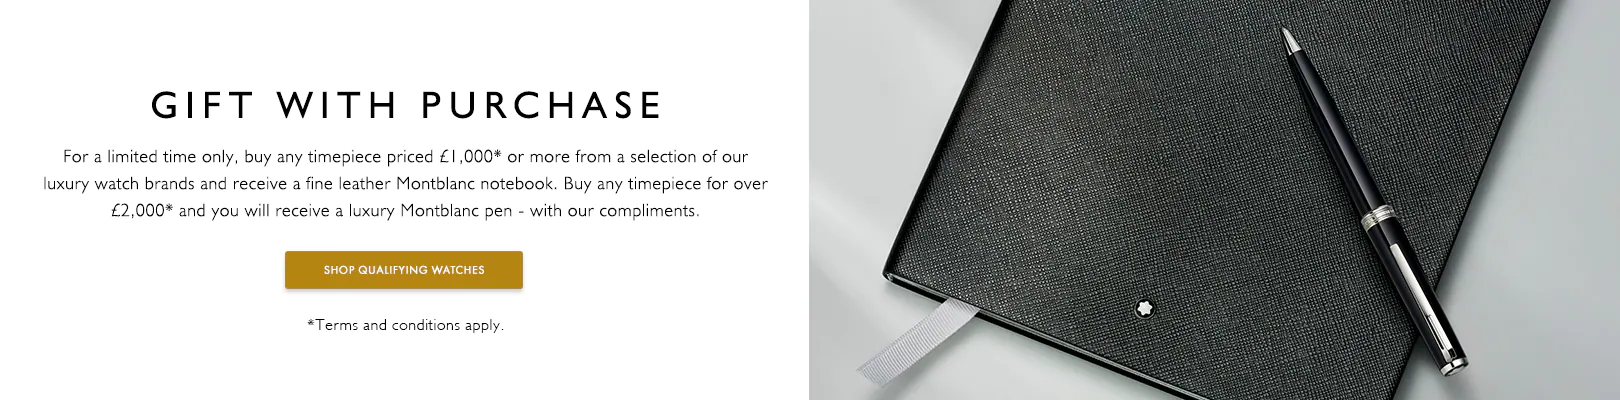 GIFT WITH PURCHASE
For a limited time only, buy any timepiece priced £1,000* or more from a selection of our
luxury watch brands and receive a fine leather Montblanc notebook. Buy any timepiece for over
£2,000* and you will receive a luxury Montblanc pen - with our compliments.
SHOP QUALIFYING WATCHES
*Terms and conditions apply.